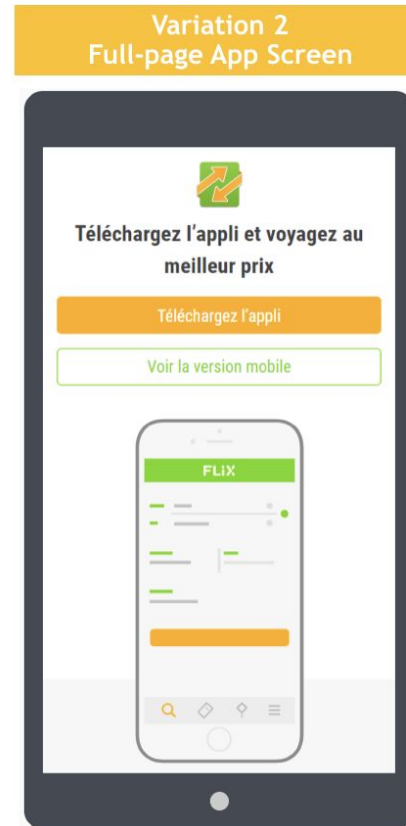 Variation 2
Full-page App Screen
Téléchargez l'appli et voyagez au
meilleur prix
Téléchargez l'appli
Voir la version mobile
FLiX